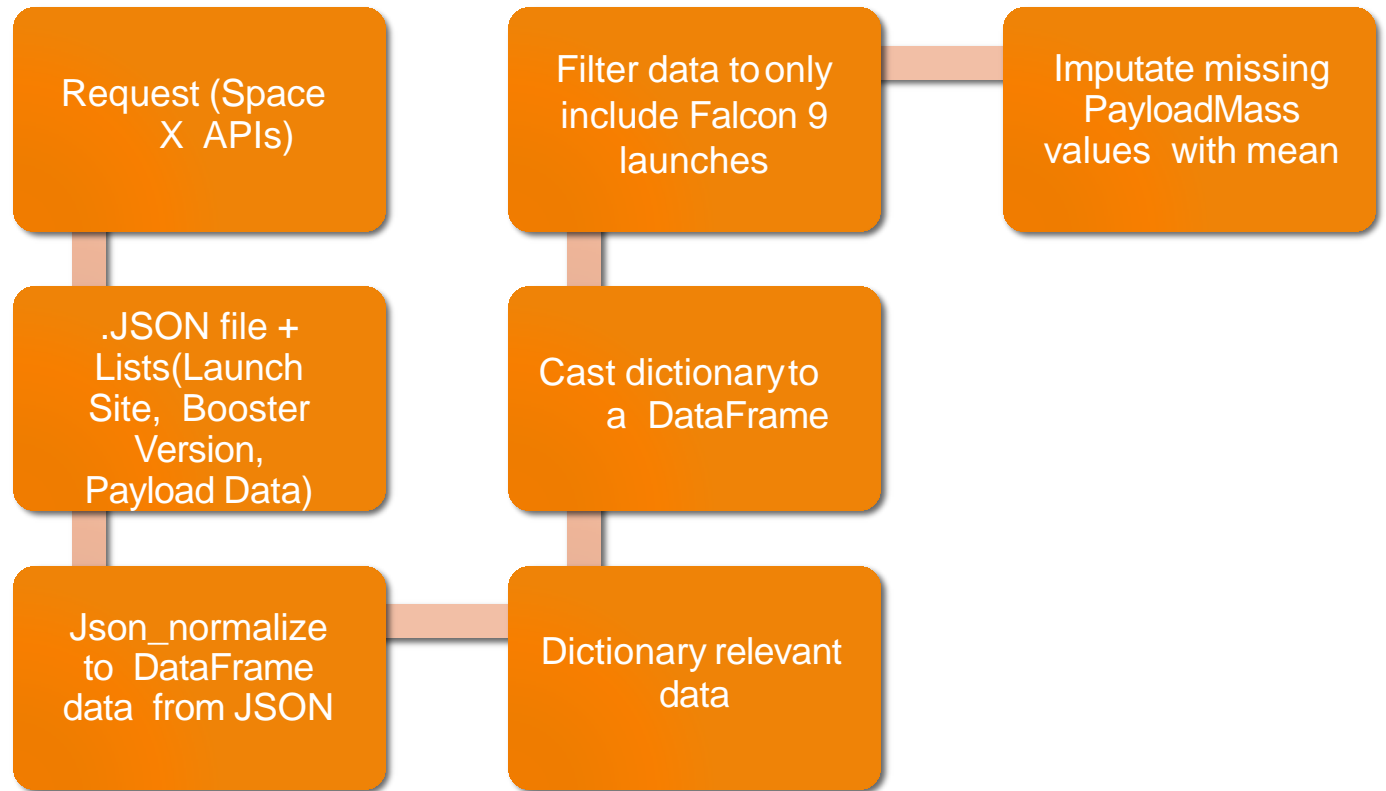 Request (Space
X APIs)
.JSON file +
Lists(Launch
Site, Booster
Version,
Payload Data)
Json_normalize
to DataFrame
data from JSON
Dictionary relevant
data
Cast dictionary to
a DataFrame
Filter data to only
include Falcon 9
launches
Imputate missing
PayloadMass
values with mean